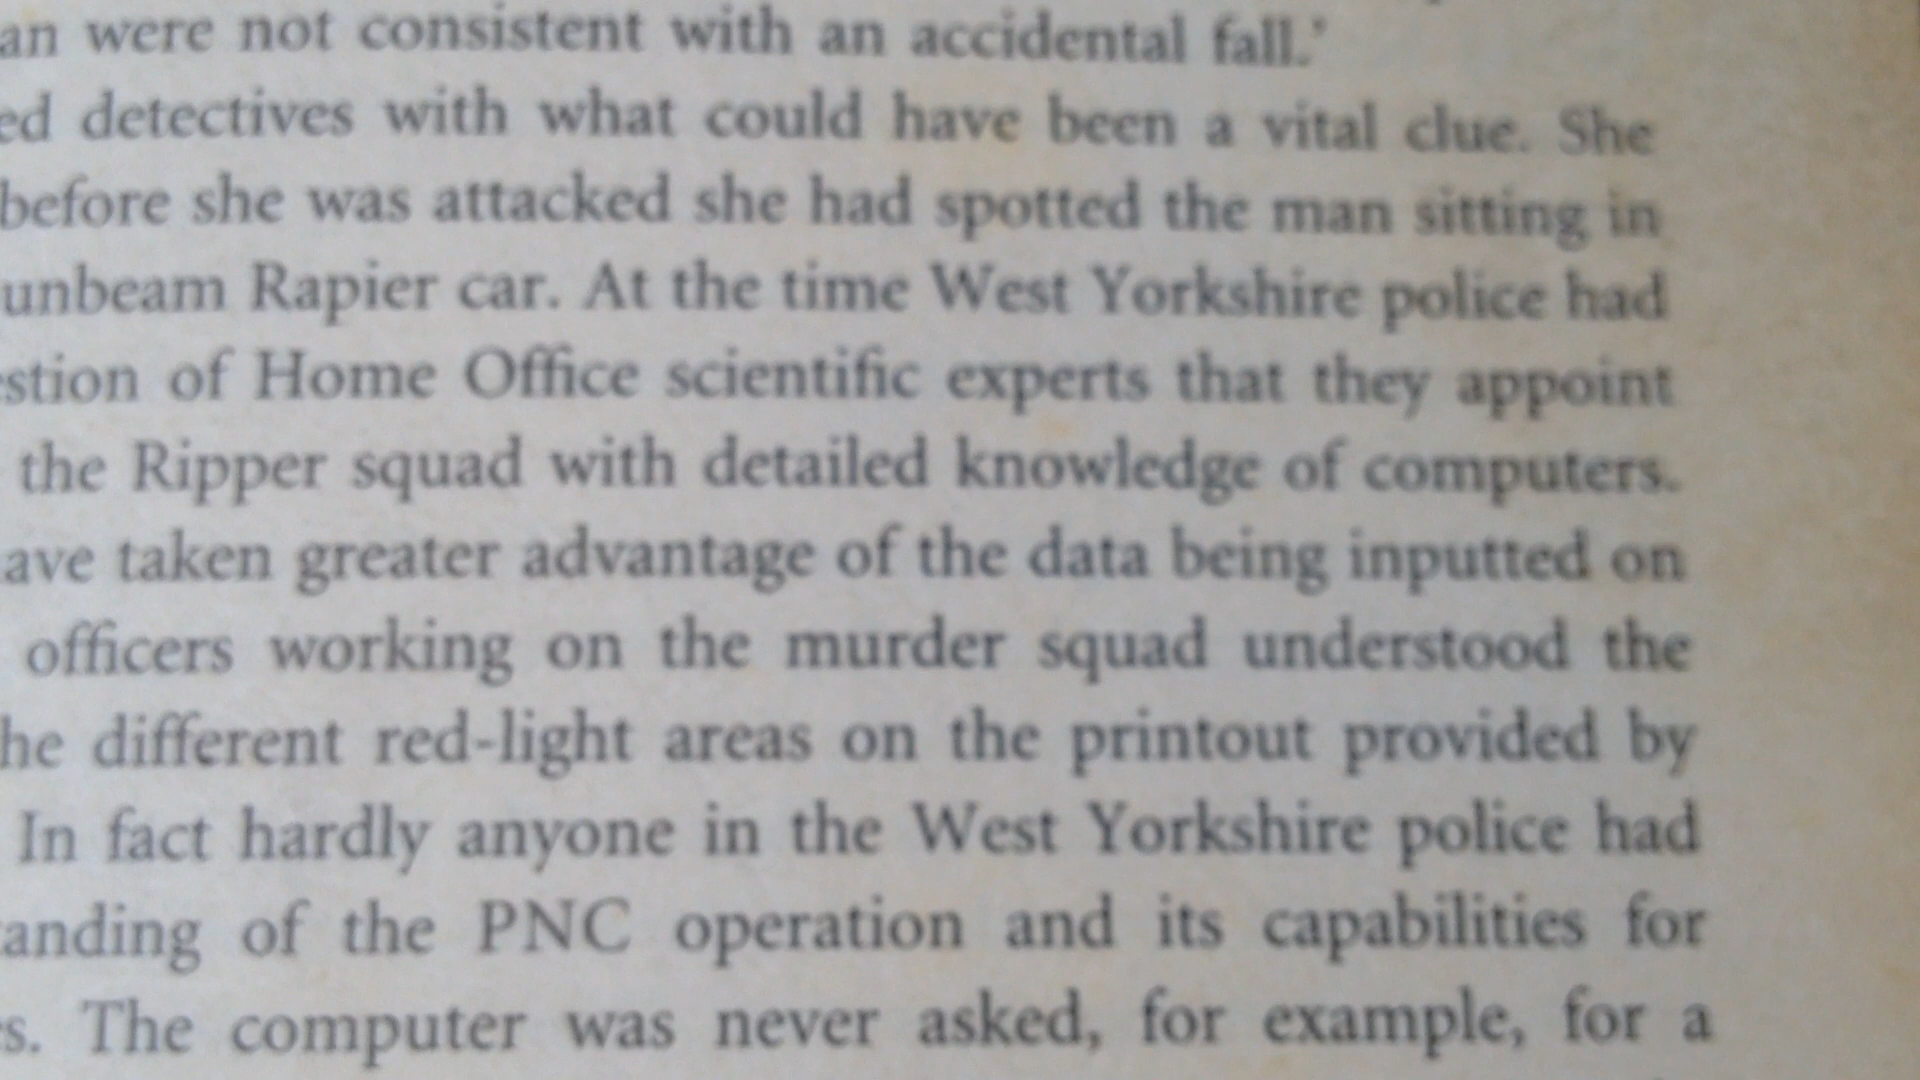 an were not consistent with an accidental fall.'
ed detectives with what could have been a vital clue. She
before she was attacked she had spotted the man sitting in
unbeam Rapier car. At the time West Yorkshire police had
stion of Home Office scientific experts that they appoint
the Ripper squad with detailed knowledge of computers.
ave taken greater advantage of the data being inputted on
officers working on the murder squad understood the
he different red-light areas on the printout provided by
In fact hardly anyone in the West Yorkshire police had
anding of the PNC operation and its capabilities for
s. The computer was never asked, for example, for a